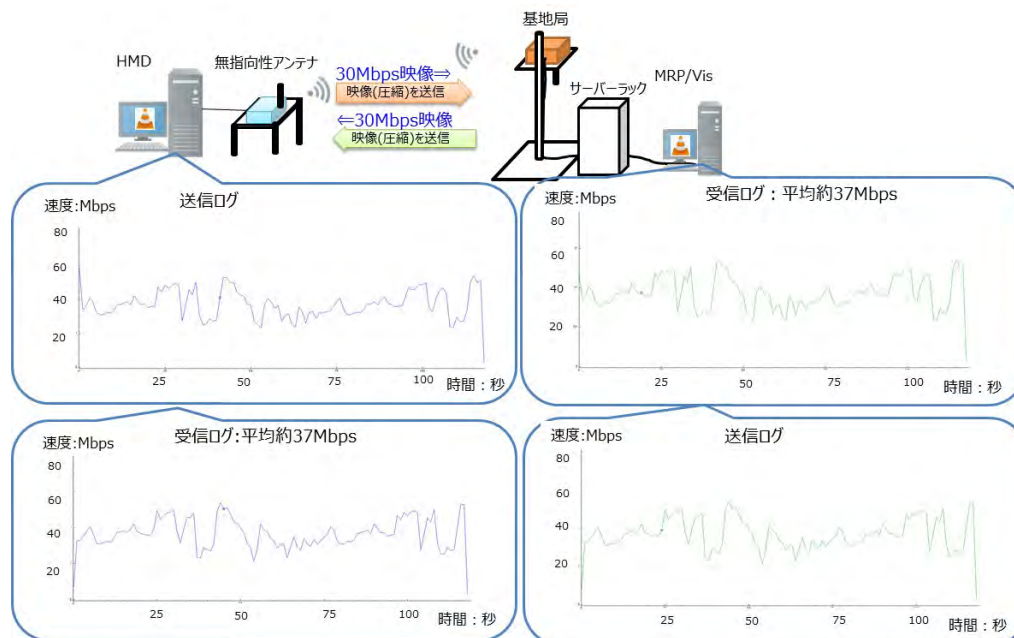 基地局
HMD
無指向性アンテナ
MRP/Vis
30Mbps映像⇒
サーバーラック
映像(圧縮)を送信
⇐30Mbps映像
映像(圧縮)を送信
送信ログ
速度:Mbps
80
60
40
20
25
50
75
100
時間：秒
受信ログ：平均約37Mbps
速度:Mbps
80
60
40
20
25
50
75
100
時間：秒
受信ログ:平均約37Mbps
速度:Mbps
80
60
40
20
25
50
75
100
時間：秒
送信ログ
速度:Mbps
80
60
40
20
25
50
75
100
時間：秒